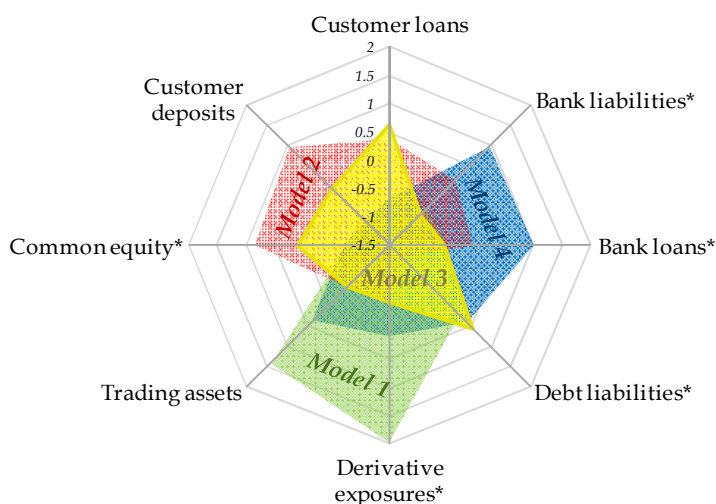 Customer loans
2
1.5
1
0.5
0
-0.5
-1
-1.5
Customer
deposits
Bank liabilities*
Model 2
Model 4
Common equity*
Bank loans*
Model 3
Model 1
Trading assets
Debt liabilities*
Derivative
exposures*